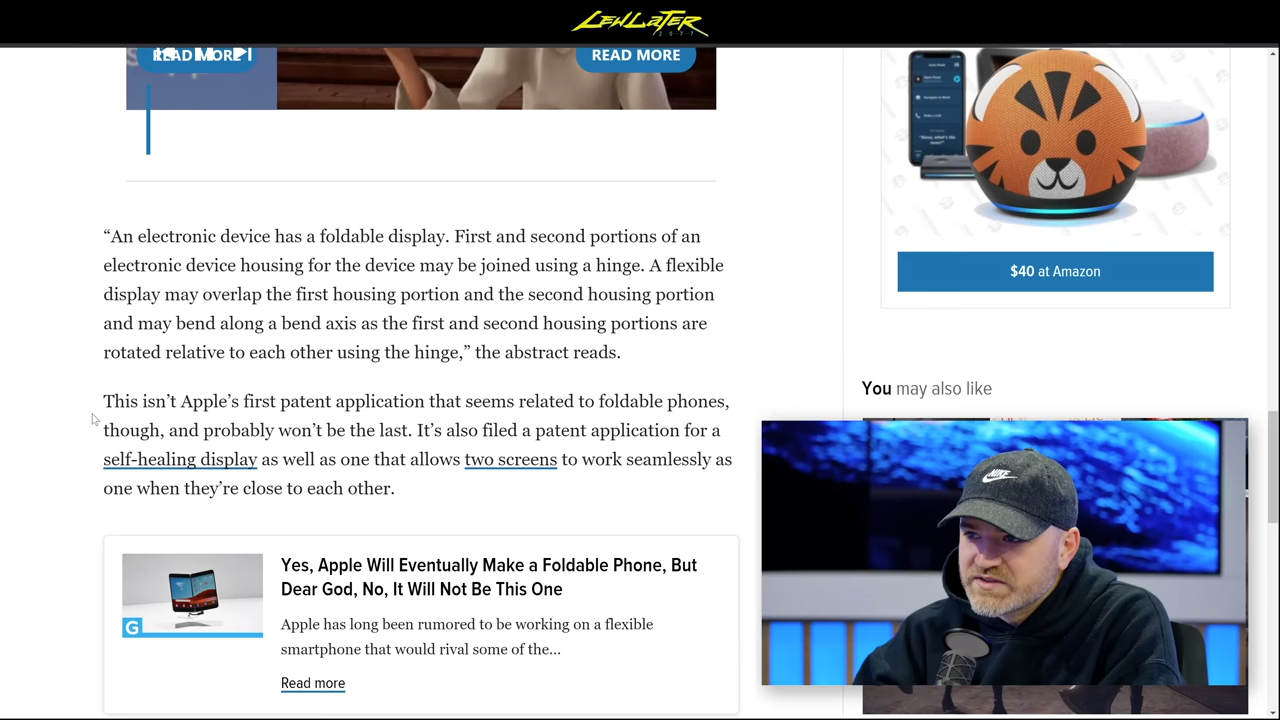 LEWLATER
2077
READ MORE
READ MORE
“An electronic device has a foldable display. First and second portions of an
electronic device housing for the device may be joined using a hinge. A flexible
display may overlap the first housing portion and the second housing portion
and may bend along a bend axis as the first and second housing portions are
rotated relative to each other using the hinge,” the abstract reads.
This isn’t Apple’s first patent application that seems related to foldable phones,
though, and probably won’t be the last. It’s also filed a patent application for a
self-healing display as well as one that allows two screens to work seamlessly as
one when they’re close to each other.
G
Yes, Apple Will Eventually Make a Foldable Phone, But
Dear God, No, It Will Not Be This One
Apple has long been rumored to be working on a flexible
smartphone that would rival some of the...
Read more
$40 at Amazon
You may also like
NIKE